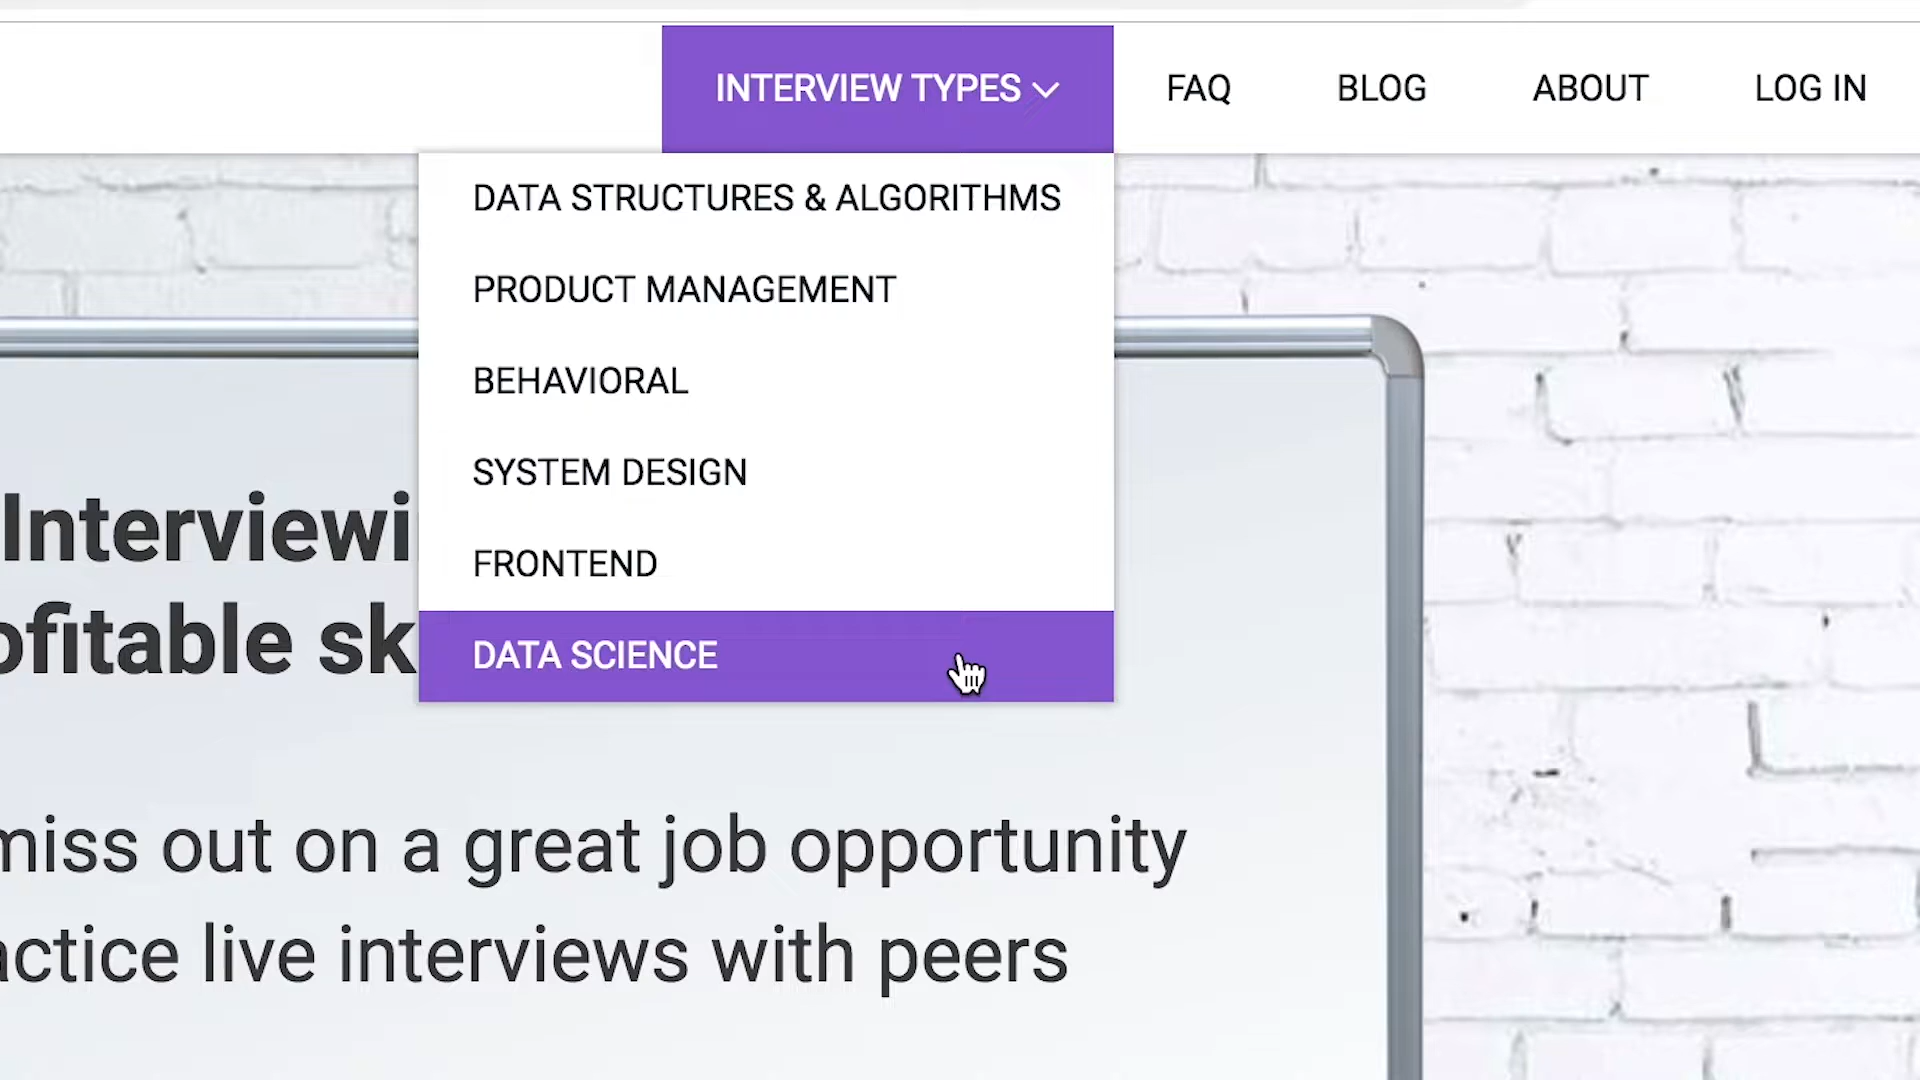 INTERVIEW TYPES FAQ BLOG ABOUT LOG IN
DATA STRUCTURES & ALGORITHMS
PRODUCT MANAGEMENT
BEHAVIORAL
SYSTEM DESIGN
FRONTEND
DATA SCIENCE
Interviewi
ofitable sk
miss out on a great job opportunity
actice live interviews with peers